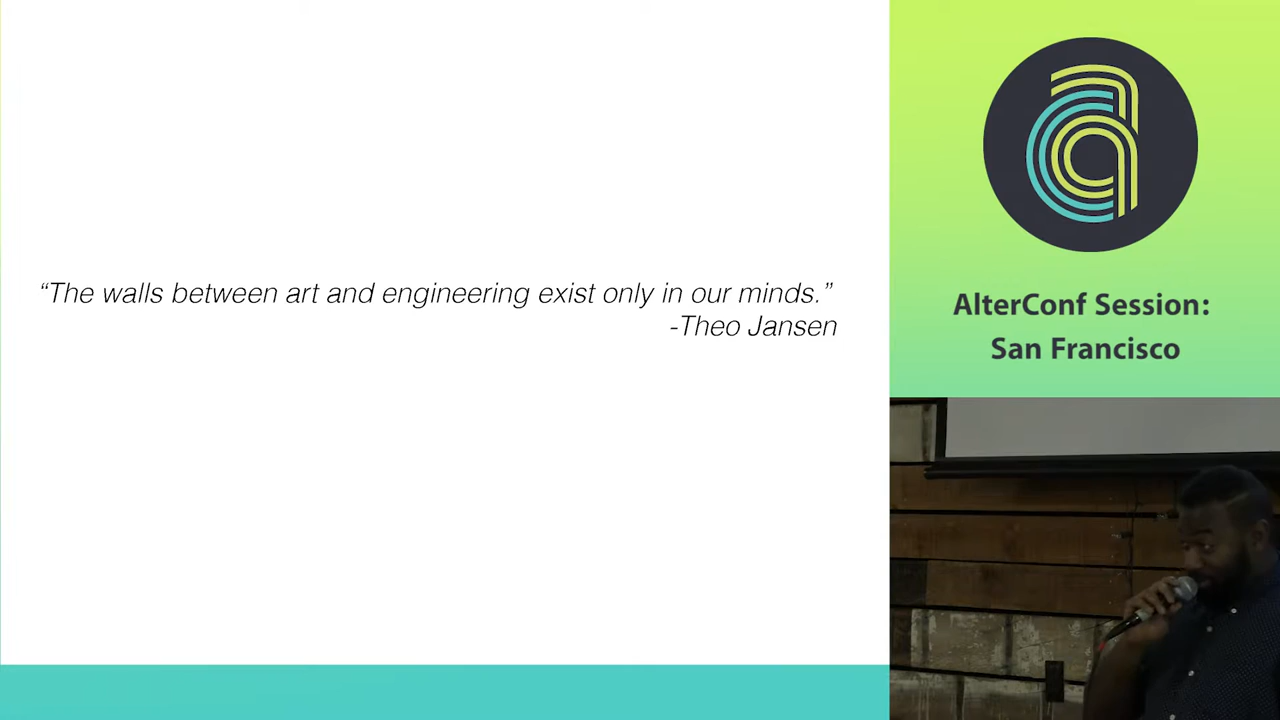 “The walls between art and engineering exist only in our minds.”
-Theo Jansen
AlterConf Session:
San Francisco